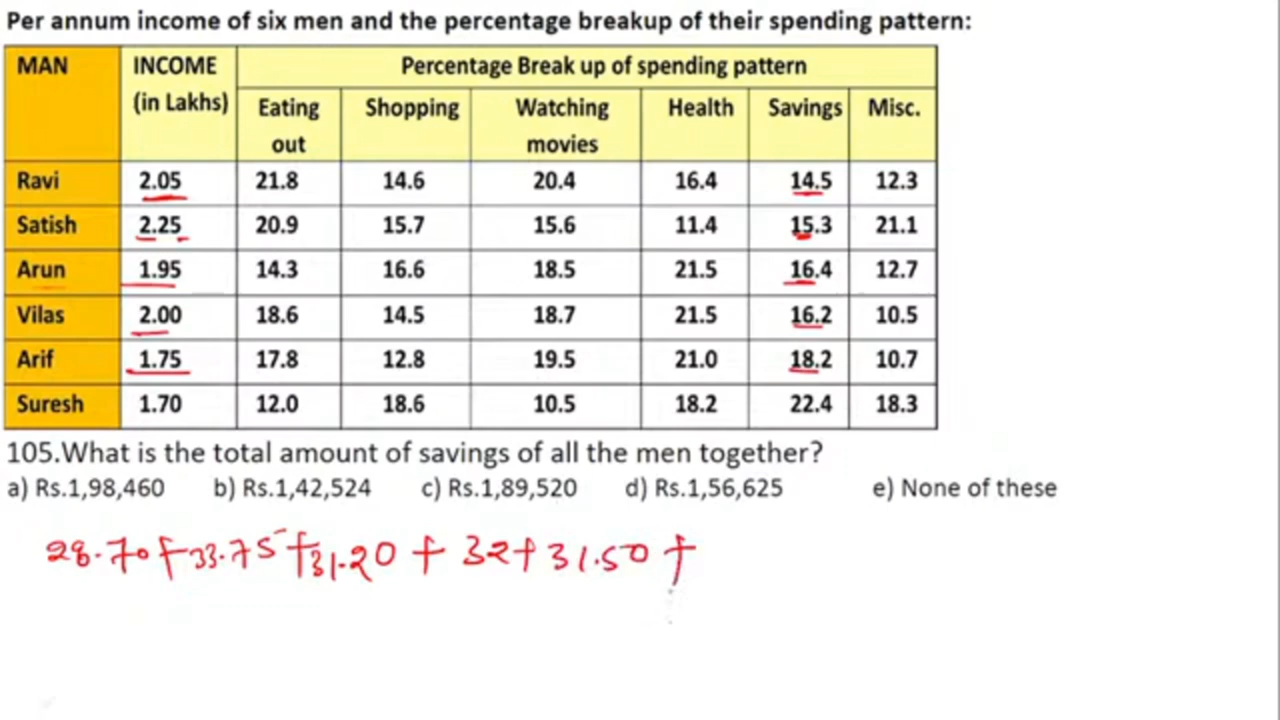 Per annum income of six men and the percentage breakup of their spending pattern:
MAN INCOME (in Lakhs) Percentage Break up of spending pattern
Eating out Shopping Watching movies Health Savings Misc.
Ravi 2.05 21.8 14.6 20.4 16.4 14.5 12.3
Satish 2.25 20.9 15.7 15.6 11.4 15.3 21.1
Arun 1.95 14.3 16.6 18.5 21.5 16.4 12.7
Vilas 2.00 18.6 14.5 18.7 21.5 16.2 10.5
Arif 1.75 17.8 12.8 19.5 21.0 18.2 10.7
Suresh 1.70 12.0 18.6 10.5 18.2 22.4 18.3
105.What is the total amount of savings of all the men together?
a) Rs.1,98,460 b) Rs.1,42,524 c) Rs.1,89,520 d) Rs.1,56,625 e) None of these
28.70+33.75+31.20 + 32+31.50 +